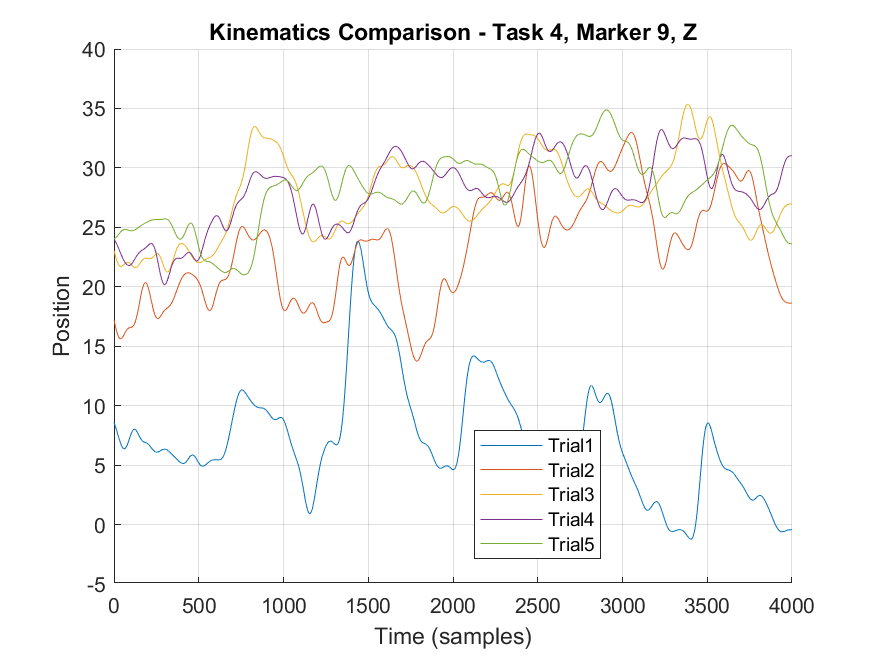 Kinematics Comparison - Task 4, Marker 9, Z
40
35
30
25
20
15
10
5
0
-5
Position
Trial1
Trial2
Trial3
Trial4
Trial5
0 500 1000 1500 2000 2500 3000 3500 4000
Time (samples)